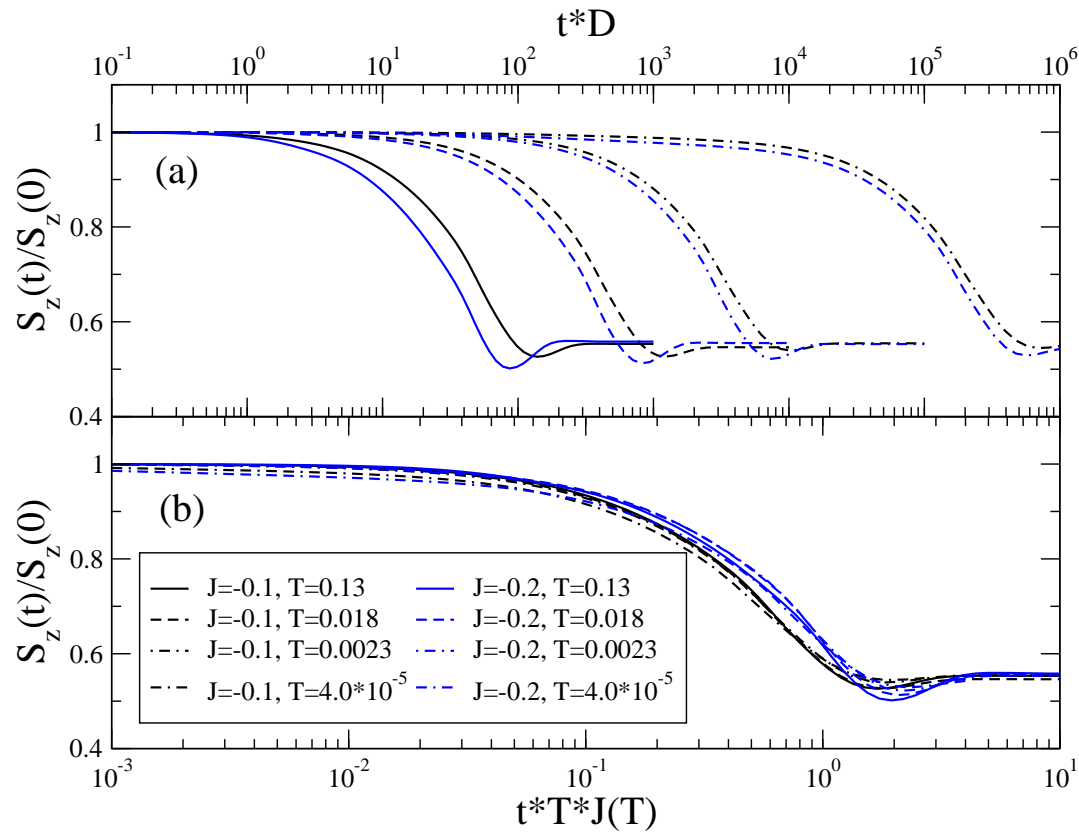 t*D
10^-1 10^0 10^1 10^2 10^3 10^4 10^5 10^6
S_z(t)/S_z(0)
1
0.8
0.6
0.4
(a)
S_z(t)/S_z(0)
1
0.8
0.6
0.4
(b)
J=-0.1, T=0.13 J=-0.2, T=0.13
J=-0.1, T=0.018 J=-0.2, T=0.018
J=-0.1, T=0.0023 J=-0.2, T=0.0023
J=-0.1, T=4.0*10^-5 J=-0.2, T=4.0*10^-5
10^-3 10^-2 10^-1 10^0 10^1
t*T*J(T)